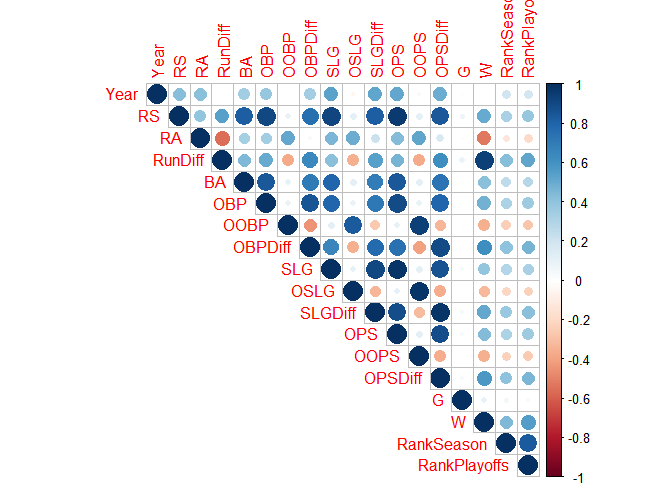 Year RS RA RunDiff BA OBP OOBP OBPDiff SLG OSLG SLGDiff OPS OOPS OPSDiff G W RankSeason RankPlayoffs
Year
RS
RA
RunDiff
BA
OBP
OOBP
OBPDiff
SLG
OSLG
SLGDiff
OPS
OOPS
OPSDiff
G
W
RankSeason
RankPlayoffs
1
0.8
0.6
0.4
0.2
0
-0.2
-0.4
-0.6
-0.8
-1